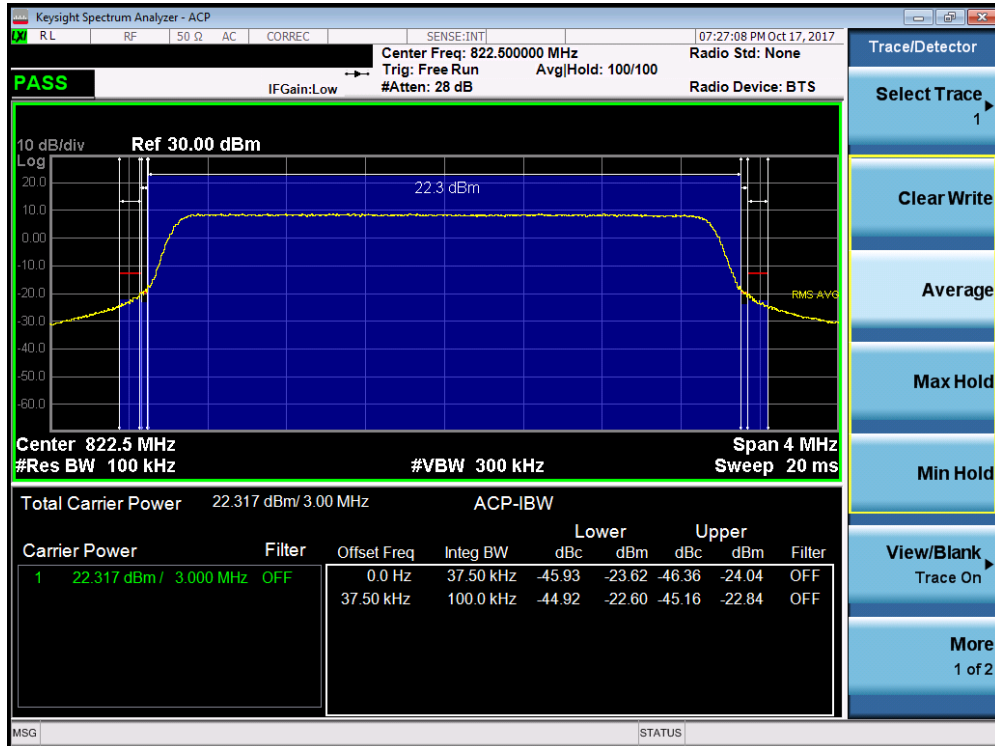 Keysight Spectrum Analyzer - ACP
LXI RL RF 50 Ω AC CORREC SENSE:INT 07:27:08 PM Oct 17, 2017
Center Freq: 822.500000 MHz Radio Std: None
Trig: Free Run Avg|Hold: 100/100
PASS IFGain:Low #Atten: 28 dB Radio Device: BTS
10 dB/div Ref 30.00 dBm
Log
20.0
22.3 dBm
10.0
0.00
-10.0
-20.0
RMS AVG
-30.0
-40.0
-50.0
-60.0
Center 822.5 MHz Span 4 MHz
#Res BW 100 kHz #VBW 300 kHz Sweep 20 ms
Total Carrier Power 22.317 dBm/ 3.00 MHz ACP-IBW
Lower Upper
Carrier Power Filter Offset Freq Integ BW dBc dBm dBc dBm Filter
1 22.317 dBm / 3.000 MHz OFF 0.0 Hz 37.50 kHz -45.93 -23.62 -46.36 -24.04 OFF
37.50 kHz 100.0 kHz -44.92 -22.60 -45.16 -22.84 OFF
MSG STATUS
Trace/Detector
Select Trace
1
Clear Write
Average
Max Hold
Min Hold
View/Blank
Trace On
More
1 of 2